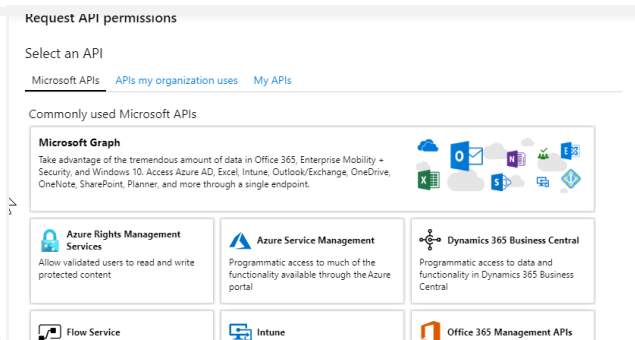 Request API permissions
Select an API
Microsoft APIs APIs my organization uses My APIs
Commonly used Microsoft APIs
Microsoft Graph
Take advantage of the tremendous amount of data in Office 365, Enterprise Mobility +
Security, and Windows 10. Access Azure AD, Excel, Intune, Outlook/Exchange, OneDrive,
OneNote, SharePoint, Planner, and more through a single endpoint.
Azure Rights Management
Services
Allow validated users to read and write
protected content
Azure Service Management
Programmatic access to much of the
functionality available through the Azure
portal
Dynamics 365 Business Central
Programmatic access to data and
functionality in Dynamics 365 Business
Central
Flow Service
Intune
Office 365 Management APIs